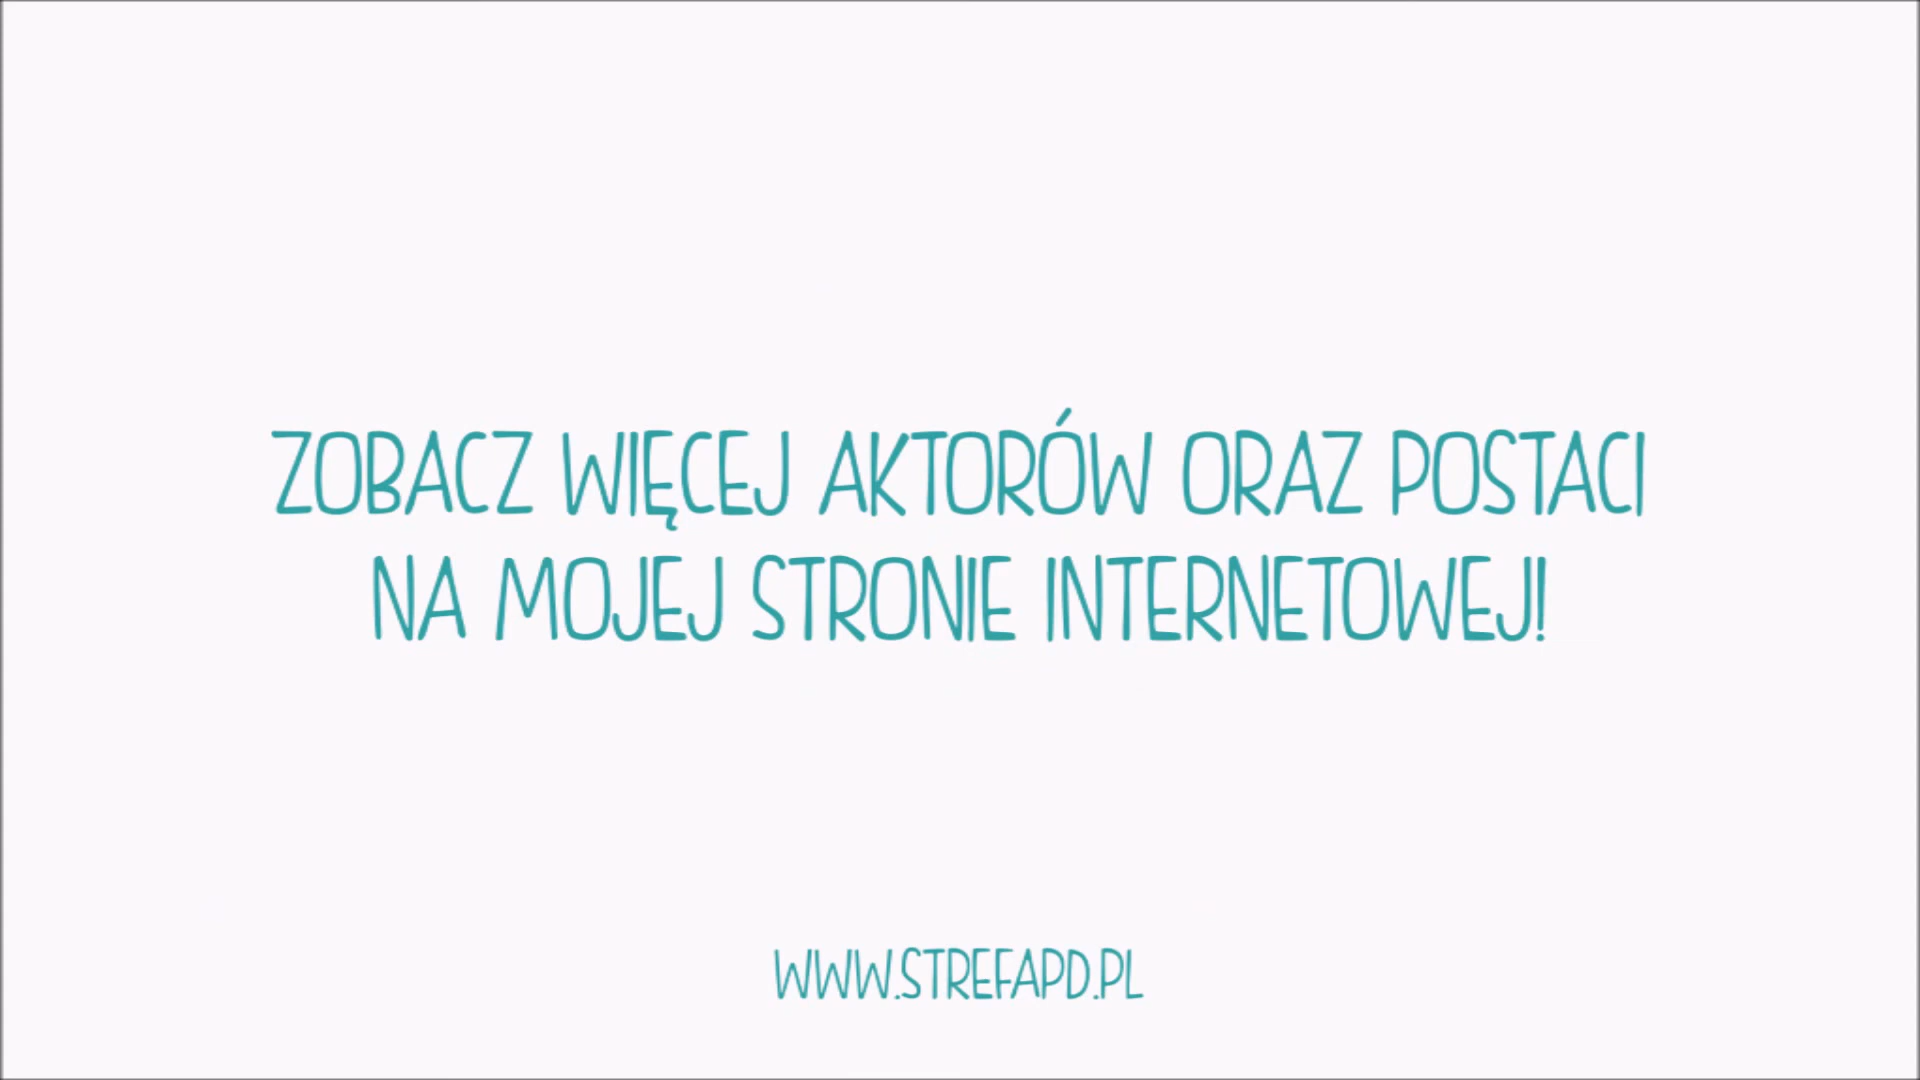 ZOBACZ WIĘCEJ AKTORÓW ORAZ POSTACI
NA MOJEJ STRONIE INTERNETOWEJ!
WWW.STREFAPD.PL